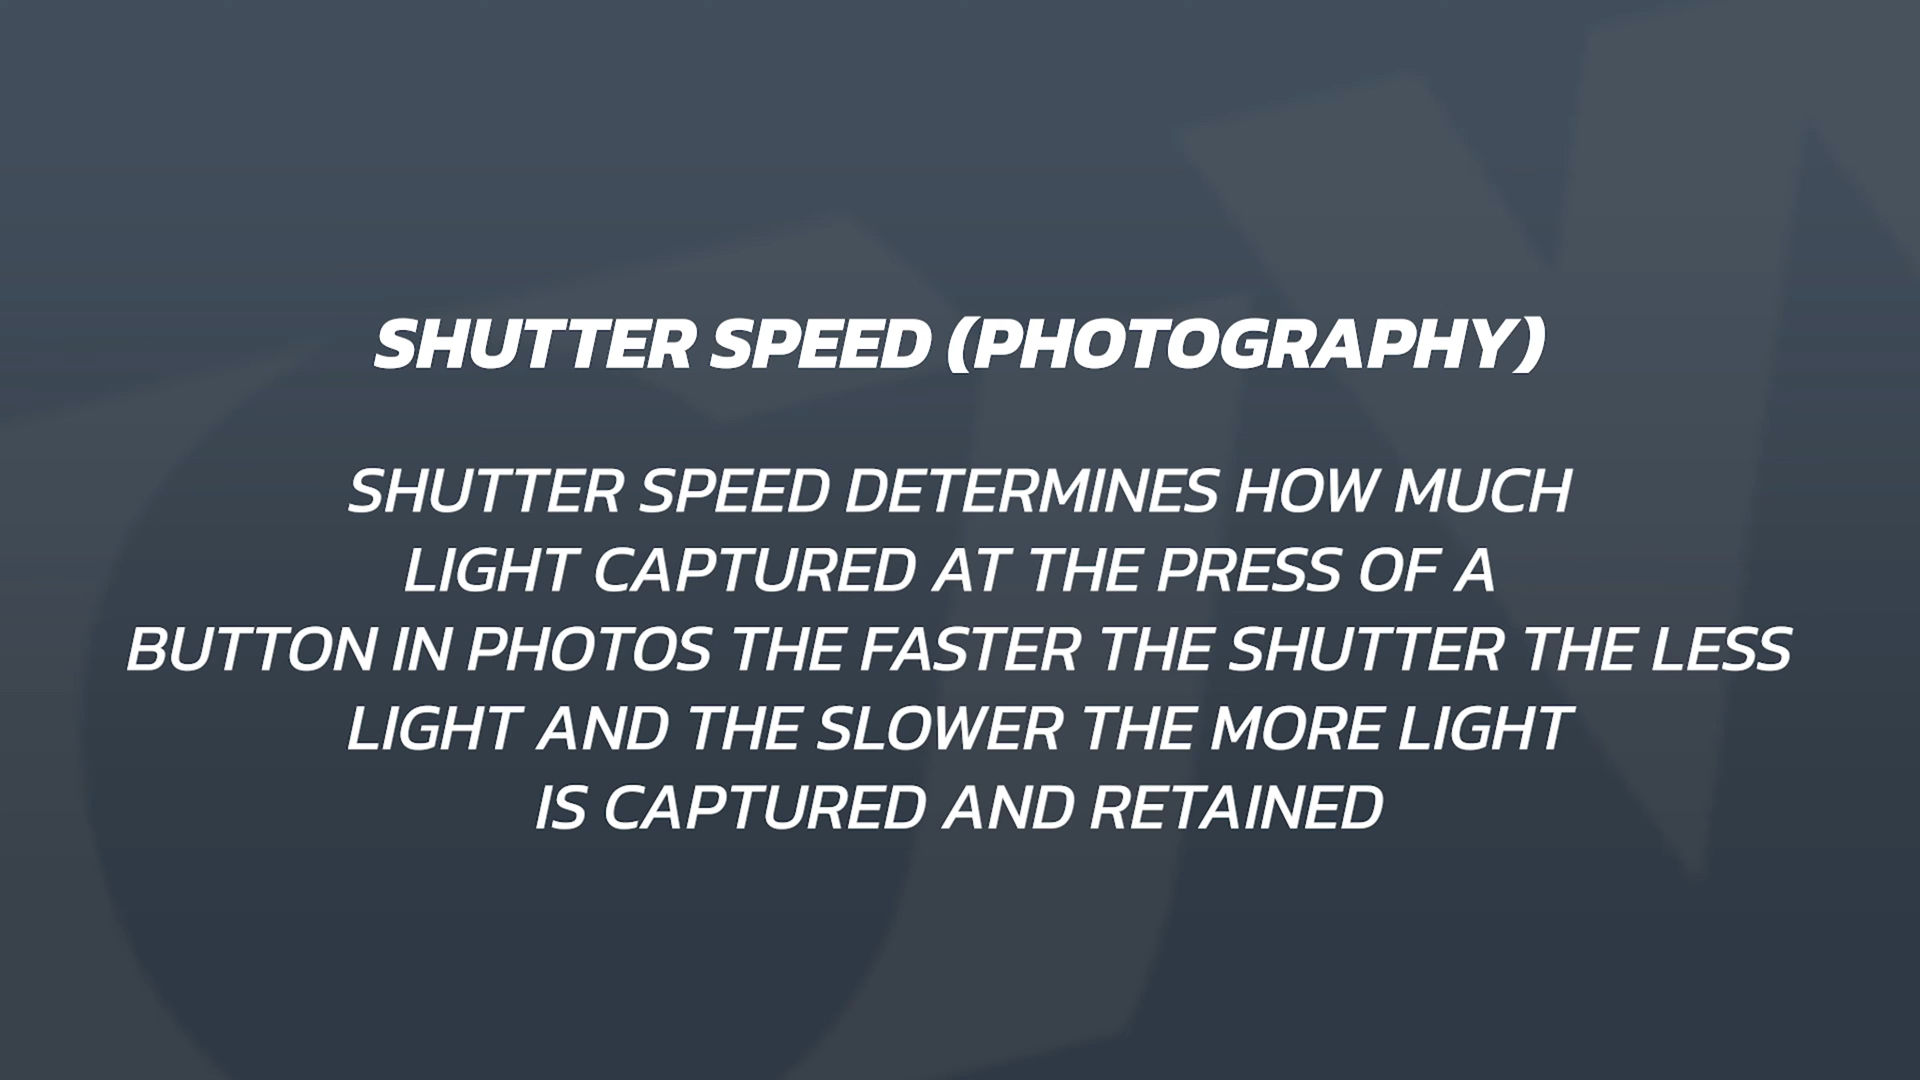 SHUTTER SPEED (PHOTOGRAPHY)
SHUTTER SPEED DETERMINES HOW MUCH
LIGHT CAPTURED AT THE PRESS OF A
BUTTON IN PHOTOS THE FASTER THE SHUTTER THE LESS
LIGHT AND THE SLOWER THE MORE LIGHT
IS CAPTURED AND RETAINED